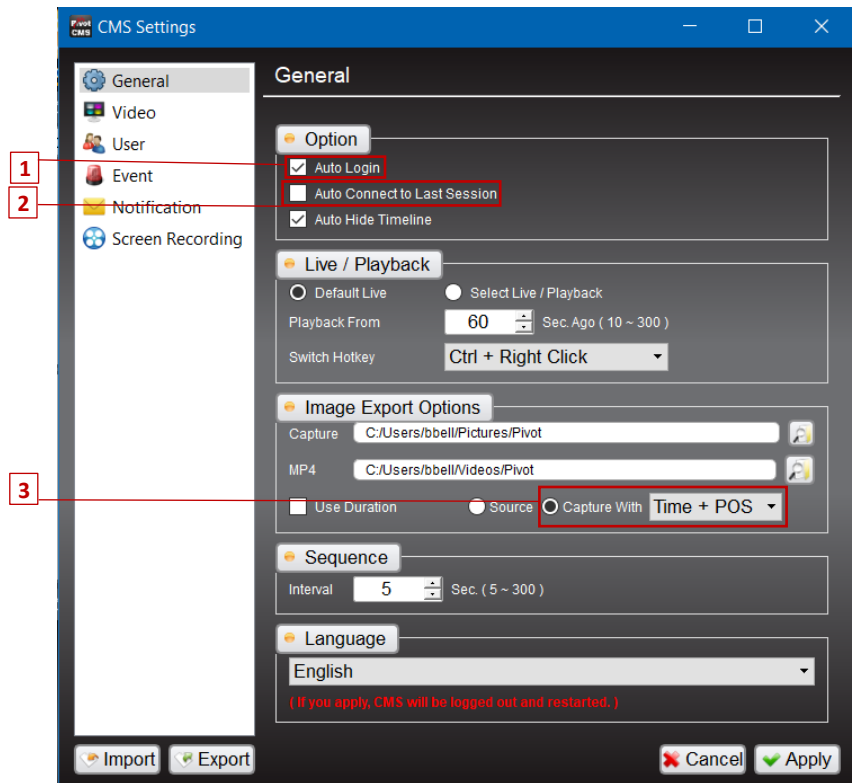 Pivot CMS CMS Settings
General
Video
User
Event
Notification
Screen Recording
Import Export
General
Option
1 Auto Login
2 Auto Connect to Last Session
Auto Hide Timeline
Live / Playback
Default Live Select Live / Playback
Playback From 60 Sec. Ago ( 10 ~ 300 )
Switch Hotkey Ctrl + Right Click
Image Export Options
Capture C:/Users/bbell/Pictures/Pivot
MP4 C:/Users/bbell/Videos/Pivot
3 Use Duration Source Capture With Time + POS
Sequence
Interval 5 Sec. ( 5 ~ 300 )
Language
English
( If you apply, CMS will be logged out and restarted. )
Cancel Apply